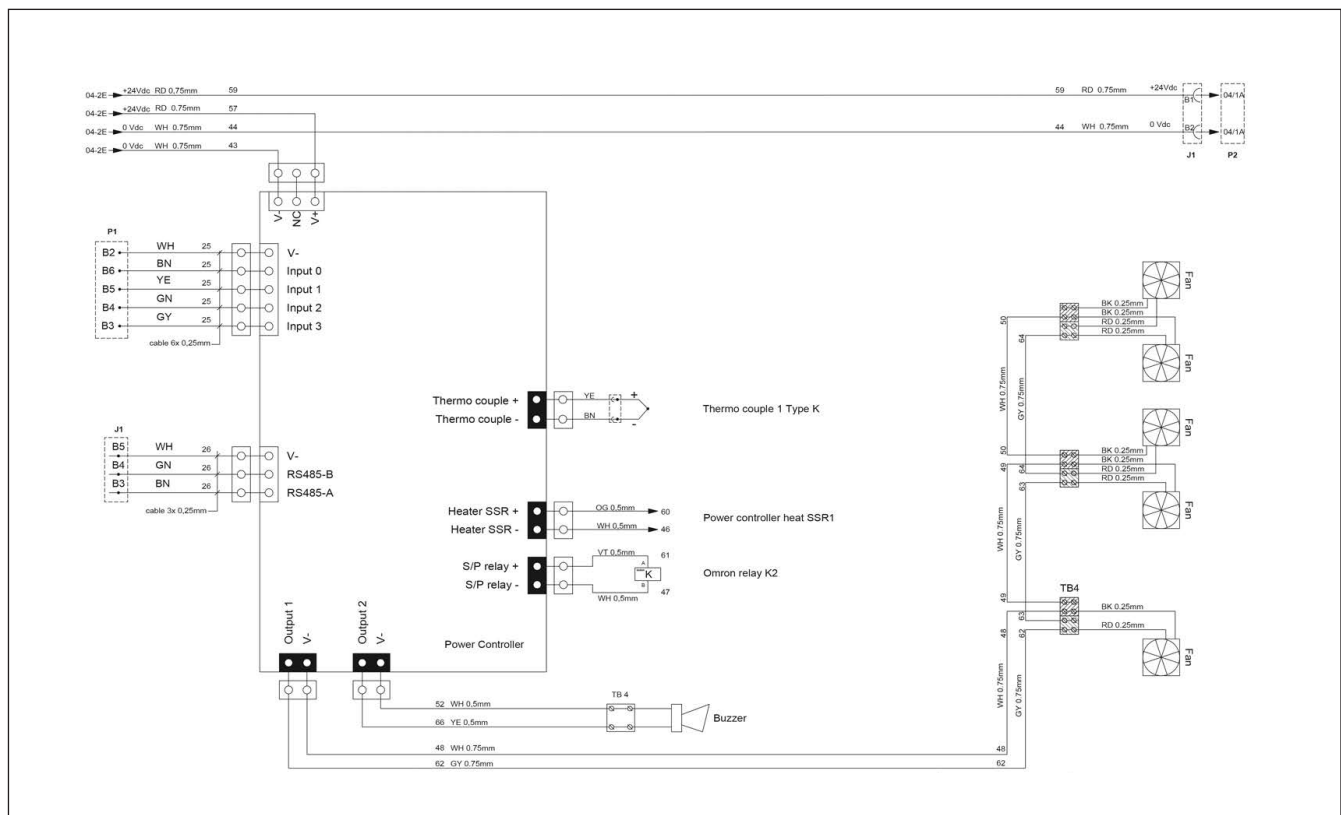 04-2E +24Vdc RD 0,75mm 59 59 RD 0.75mm +24Vdc B1 04/1A
04-2E +24Vdc RD 0.75mm 57
04-2E 0 Vdc WH 0.75mm 44 44 WH 0.75mm 0 Vdc B2 04/1A
04-2E 0 Vdc WH 0.75mm 43
J1 P2
V- NC V+
P1
B2 WH 25 V-
B6 BN 25 Input 0
B5 YE 25 Input 1
B4 GN 25 Input 2
B3 GY 25 Input 3
cable 6x 0,25mm
Thermo couple + YE +
Thermo couple - BN -
Thermo couple 1 Type K
J1
B5 WH 26 V-
B4 GN 26 RS485-B
B3 BN 26 RS485-A
cable 3x 0,25mm
Heater SSR + OG 0,5mm 60
Heater SSR - WH 0,5mm 46
Power controller heat SSR1
S/P relay + VT 0,5mm 61
A
K
B
S/P relay - WH 0,5mm 47
Omron relay K2
Output 1
V-
Output 2
V-
Power Controller
52 WH 0,5mm
66 YE 0,5mm
TB 4
Buzzer
48 WH 0.75mm 48
62 GY 0.75mm 62
Fan
BK 0.25mm
BK 0.25mm
RD 0.25mm
RD 0.25mm
50
64
Fan
WH 0.75mm
GY 0.75mm
Fan
50
BK 0.25mm
BK 0.25mm
49
64
RD 0.25mm
RD 0.25mm
63
Fan
WH 0.75mm
GY 0.75mm
TB4
49
63
BK 0.25mm
48
62
RD 0.25mm
Fan
WH 0.75mm
GY 0.75mm